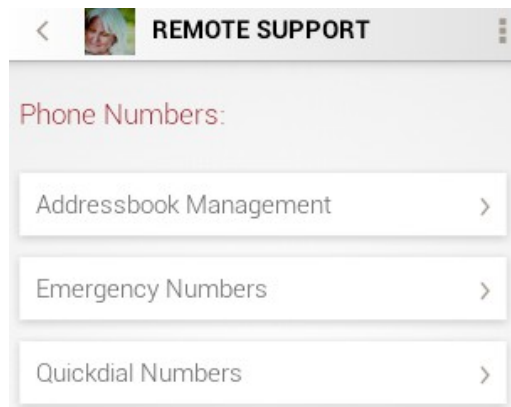 REMOTE SUPPORT
Phone Numbers:
Addressbook Management
Emergency Numbers
Quickdial Numbers